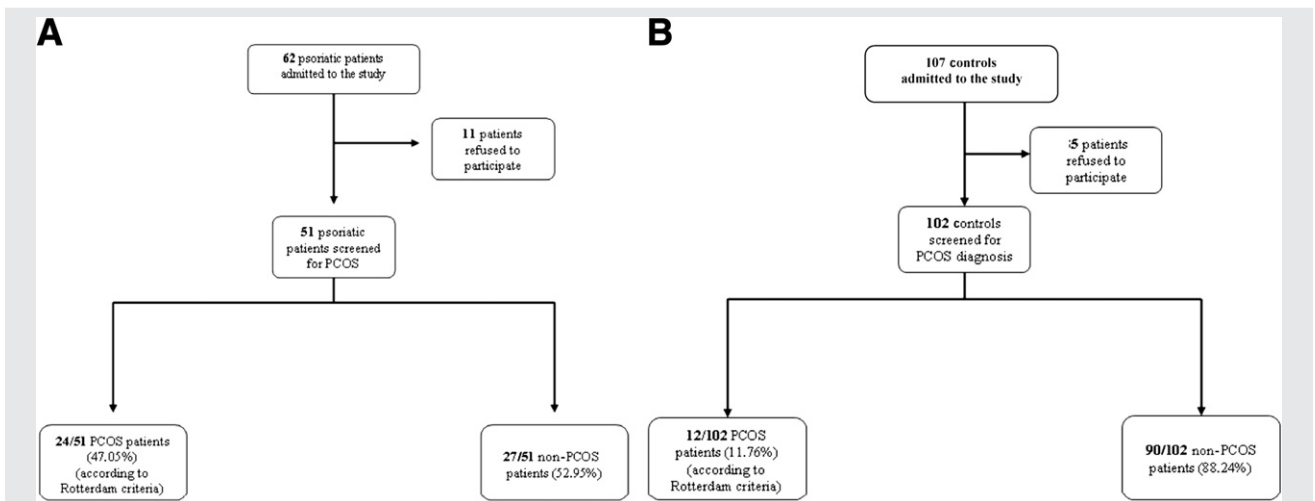 A
62 psoriatic patients
admitted to the study
11 patients
refused to
participate
51 psoriatic
patients screened
for PCOS
24/51 PCOS patients
(47.05%)
(according to
Rotterdam criteria)
27/51 non-PCOS
patients (52.95%)
B
107 controls
admitted to the study
:5 patients
refused to
participate
102 controls
screened for
PCOS diagnosis
12/102 PCOS
patients (11.76%)
(according to
Rotterdam criteria)
90/102 non-PCOS
patients (88.24%)